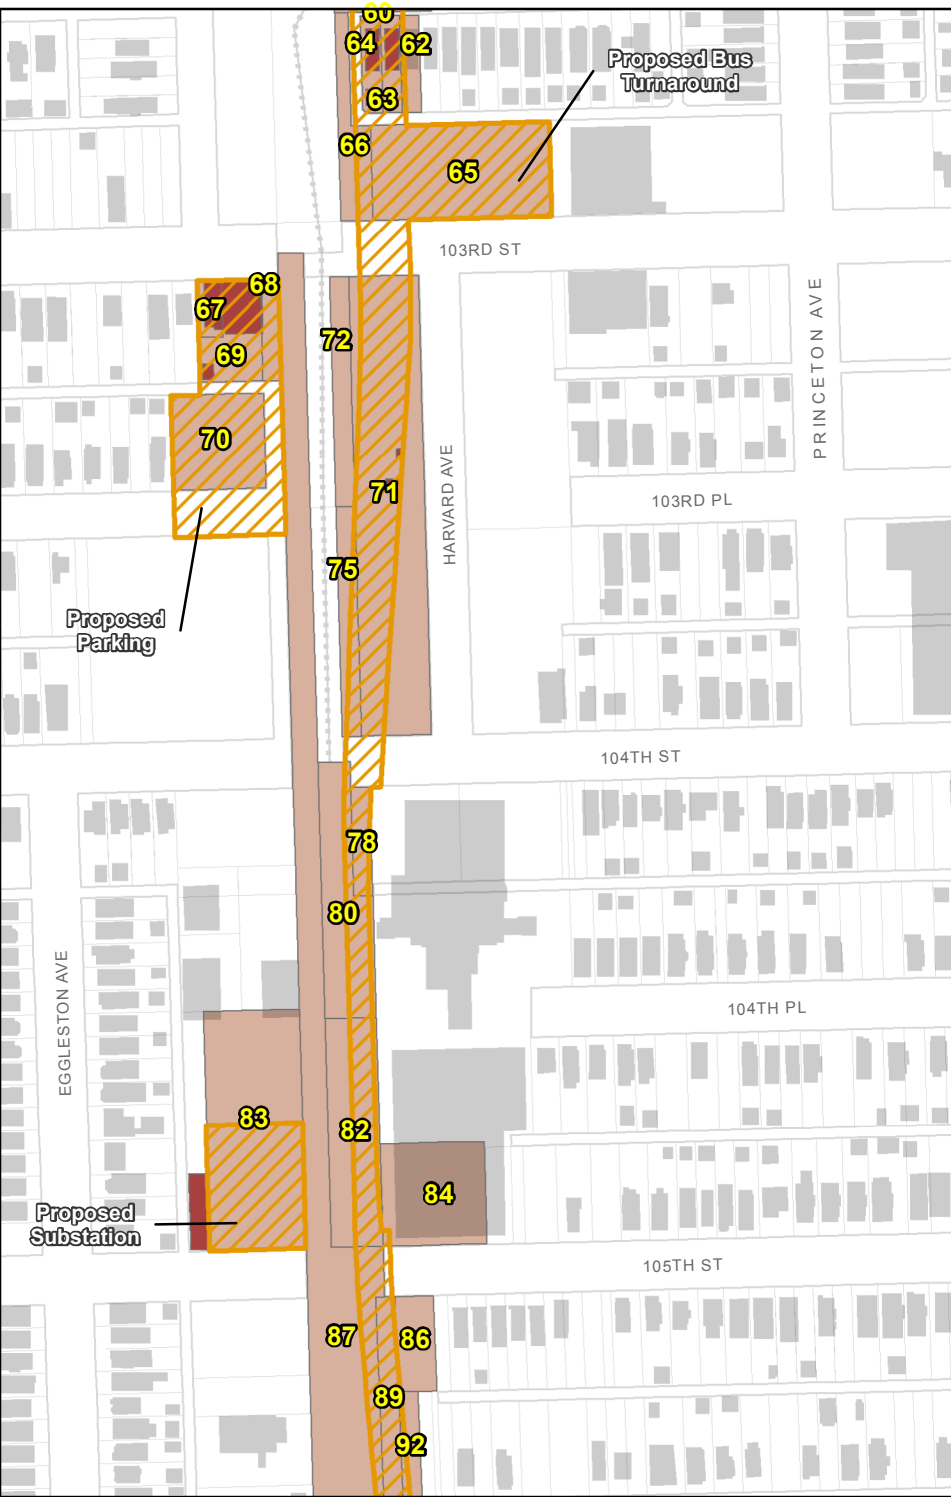 60
64
62
Proposed Bus
Turnaround
63
66
65
103RD ST
68
67
72
69
PRINCETON AVE
70
71
HARVARD AVE
103RD PL
75
Proposed
Parking
104TH ST
78
80
EGGLESTON AVE
104TH PL
83
82
84
Proposed
Substation
105TH ST
87
86
89
92